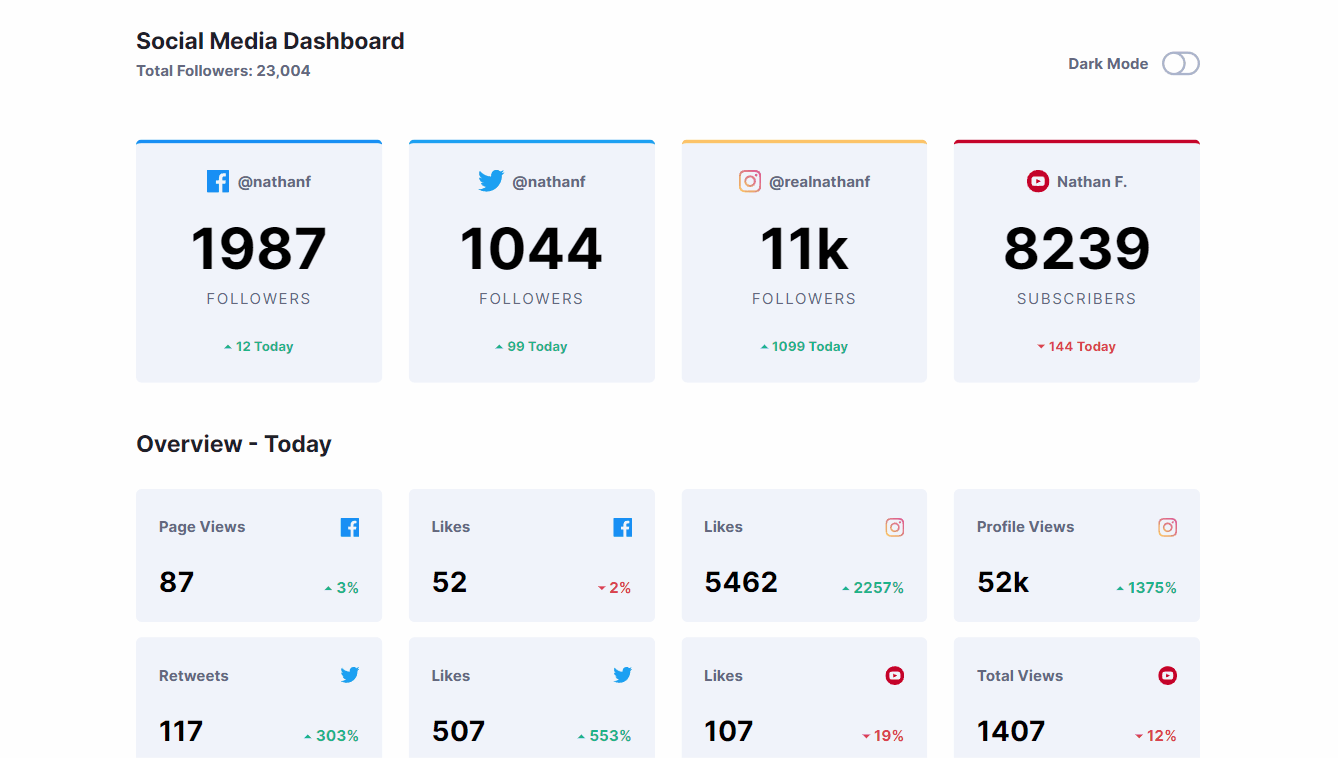 Social Media Dashboard
Total Followers: 23,004
Dark Mode
@nathanf
1987
FOLLOWERS
12 Today
@nathanf
1044
FOLLOWERS
99 Today
@realnathanf
11k
FOLLOWERS
1099 Today
Nathan F.
8239
SUBSCRIBERS
144 Today
Overview - Today
Page Views
87
3%
Likes
52
2%
Likes
5462
2257%
Profile Views
52k
1375%
Retweets
117
303%
Likes
507
553%
Likes
107
19%
Total Views
1407
12%